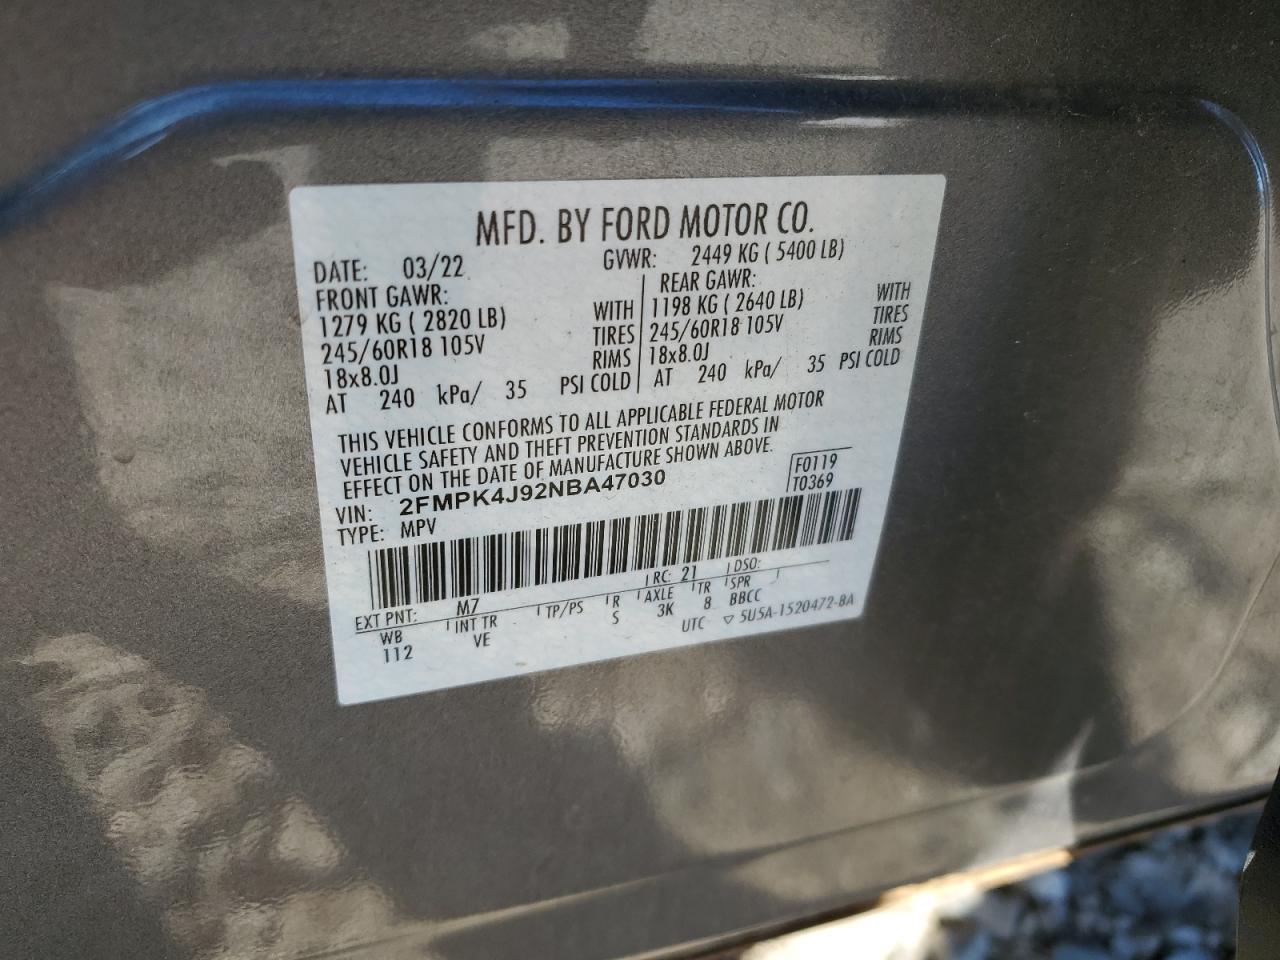 MFD. BY FORD MOTOR CO.
DATE: 03/22 GVWR: 2449 KG ( 5400 LB)
FRONT GAWR: REAR GAWR:
1279 KG ( 2820 LB) WITH 1198 KG ( 2640 LB) WITH
245/60R18 105V TIRES 245/60R18 105V TIRES
18x8.0J RIMS 18x8.0J RIMS
AT 240 kPa/ 35 PSI COLD AT 240 kPa/ 35 PSI COLD
THIS VEHICLE CONFORMS TO ALL APPLICABLE FEDERAL MOTOR
VEHICLE SAFETY AND THEFT PREVENTION STANDARDS IN
EFFECT ON THE DATE OF MANUFACTURE SHOWN ABOVE.
VIN: 2FMPK4J92NBA47030 F0119
TYPE: MPV T0369
EXT PNT: M7 RC: 21 DSO:
WB INT TR TP/PS R AXLE TR SPR
112 VE S 3K 8 BBCC
UTC ▽ 5U5A-1520472-BA